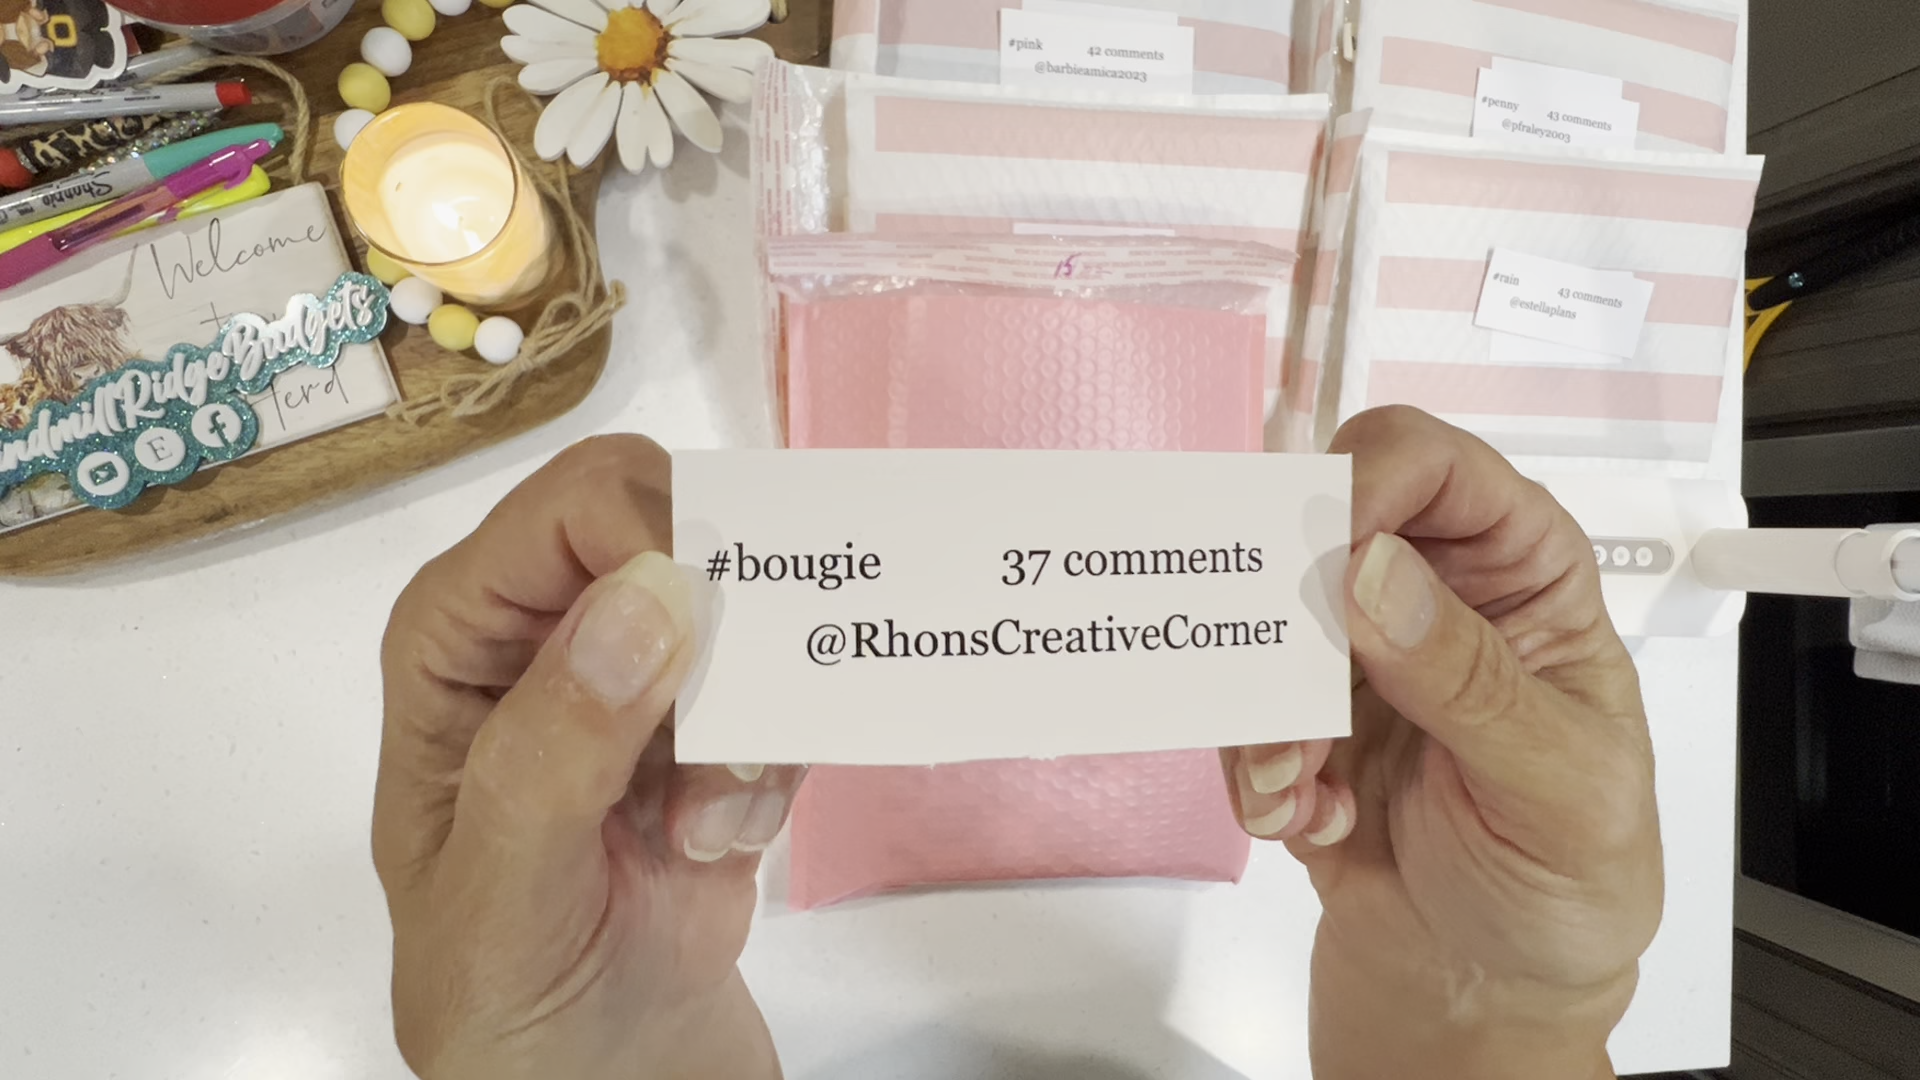 #pink 42 comments
@barbieamica2023
#penny 43 comments
@pfraley2003
Sharpie
Welcome
Herd
WindmillRidgeBudgets
E
f
15
#rain 43 comments
@estellaplans
#bougie 37 comments
@RhonsCreativeCorner